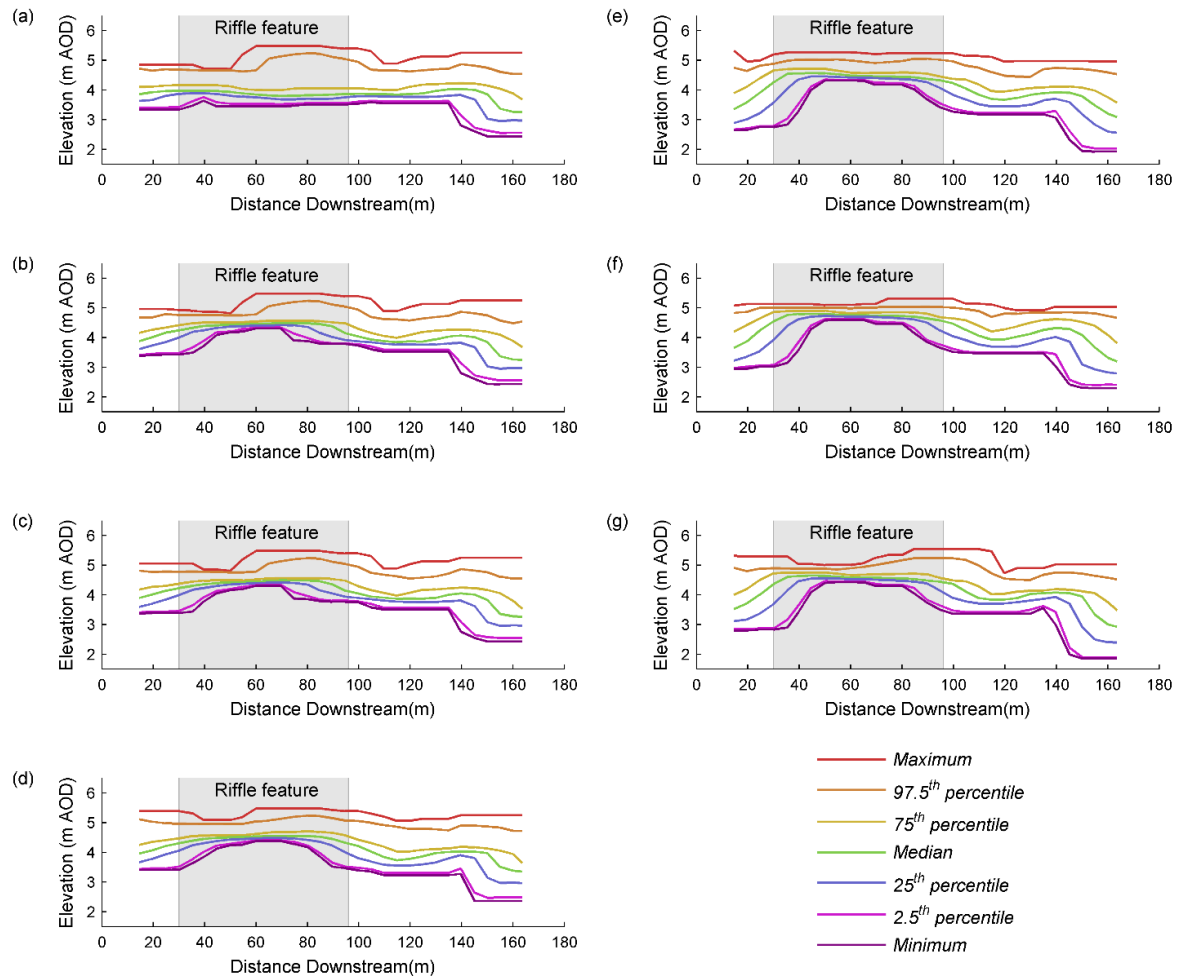 (a)
Riffle feature
Elevation (m AOD)
6
5
4
3
2
0 20 40 60 80 100 120 140 160 180
Distance Downstream(m)
(e)
Riffle feature
Elevation (m AOD)
6
5
4
3
2
0 20 40 60 80 100 120 140 160 180
Distance Downstream(m)
(b)
Riffle feature
Elevation (m AOD)
6
5
4
3
2
0 20 40 60 80 100 120 140 160 180
Distance Downstream(m)
(f)
Riffle feature
Elevation (m AOD)
6
5
4
3
2
0 20 40 60 80 100 120 140 160 180
Distance Downstream(m)
(c)
Riffle feature
Elevation (m AOD)
6
5
4
3
2
0 20 40 60 80 100 120 140 160 180
Distance Downstream(m)
(g)
Riffle feature
Elevation (m AOD)
6
5
4
3
2
0 20 40 60 80 100 120 140 160 180
Distance Downstream(m)
(d)
Riffle feature
Elevation (m AOD)
6
5
4
3
2
0 20 40 60 80 100 120 140 160 180
Distance Downstream(m)
Maximum
97.5th percentile
75th percentile
Median
25th percentile
2.5th percentile
Minimum